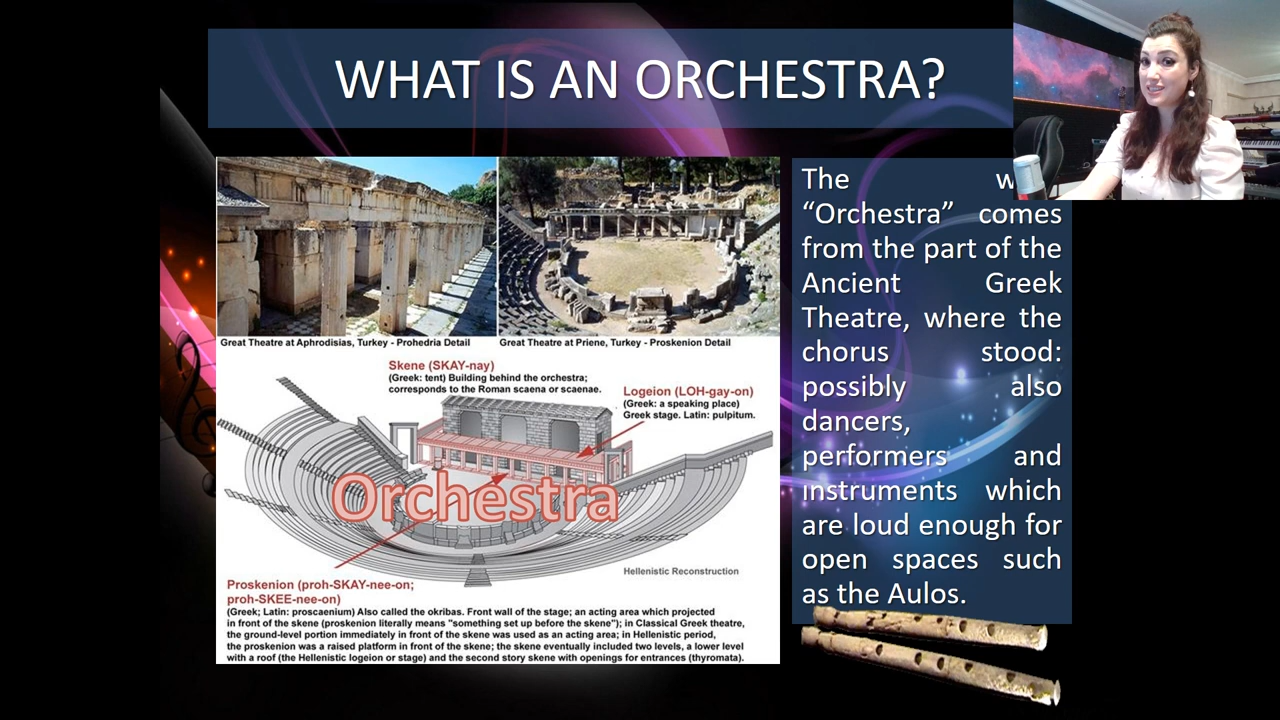 WHAT IS AN ORCHESTRA?
Great Theatre at Aphrodisias, Turkey - Prohedria Detail
Great Theatre at Priene, Turkey - Proskenion Detail
Skene (SKAY-nay)
(Greek: tent) Building behind the orchestra;
corresponds to the Roman scaena or scaenae.
Logeion (LOH-gay-on)
(Greek: a speaking place)
Greek stage. Latin: pulpitum.
Orchestra
Hellenistic Reconstruction
Proskenion (proh-SKAY-nee-on;
proh-SKEE-nee-on)
(Greek; Latin: proscaenium) Also called the okribas. Front wall of the stage; an acting area which projected
in front of the skene (proskenion literally means "something set up before the skene"); in Classical Greek theatre,
the ground-level portion immediately in front of the skene was used as an acting area; in Hellenistic period,
the proskenion was a raised platform in front of the skene; the skene eventually included two levels, a lower level
with a roof (the Hellenistic logeion or stage) and the second story skene with openings for entrances (thyromata).
The
“Orchestra” comes
from the part of the
Ancient Greek
Theatre, where the
chorus stood:
possibly also
dancers,
performers and
instruments which
are loud enough for
open spaces such
as the Aulos.